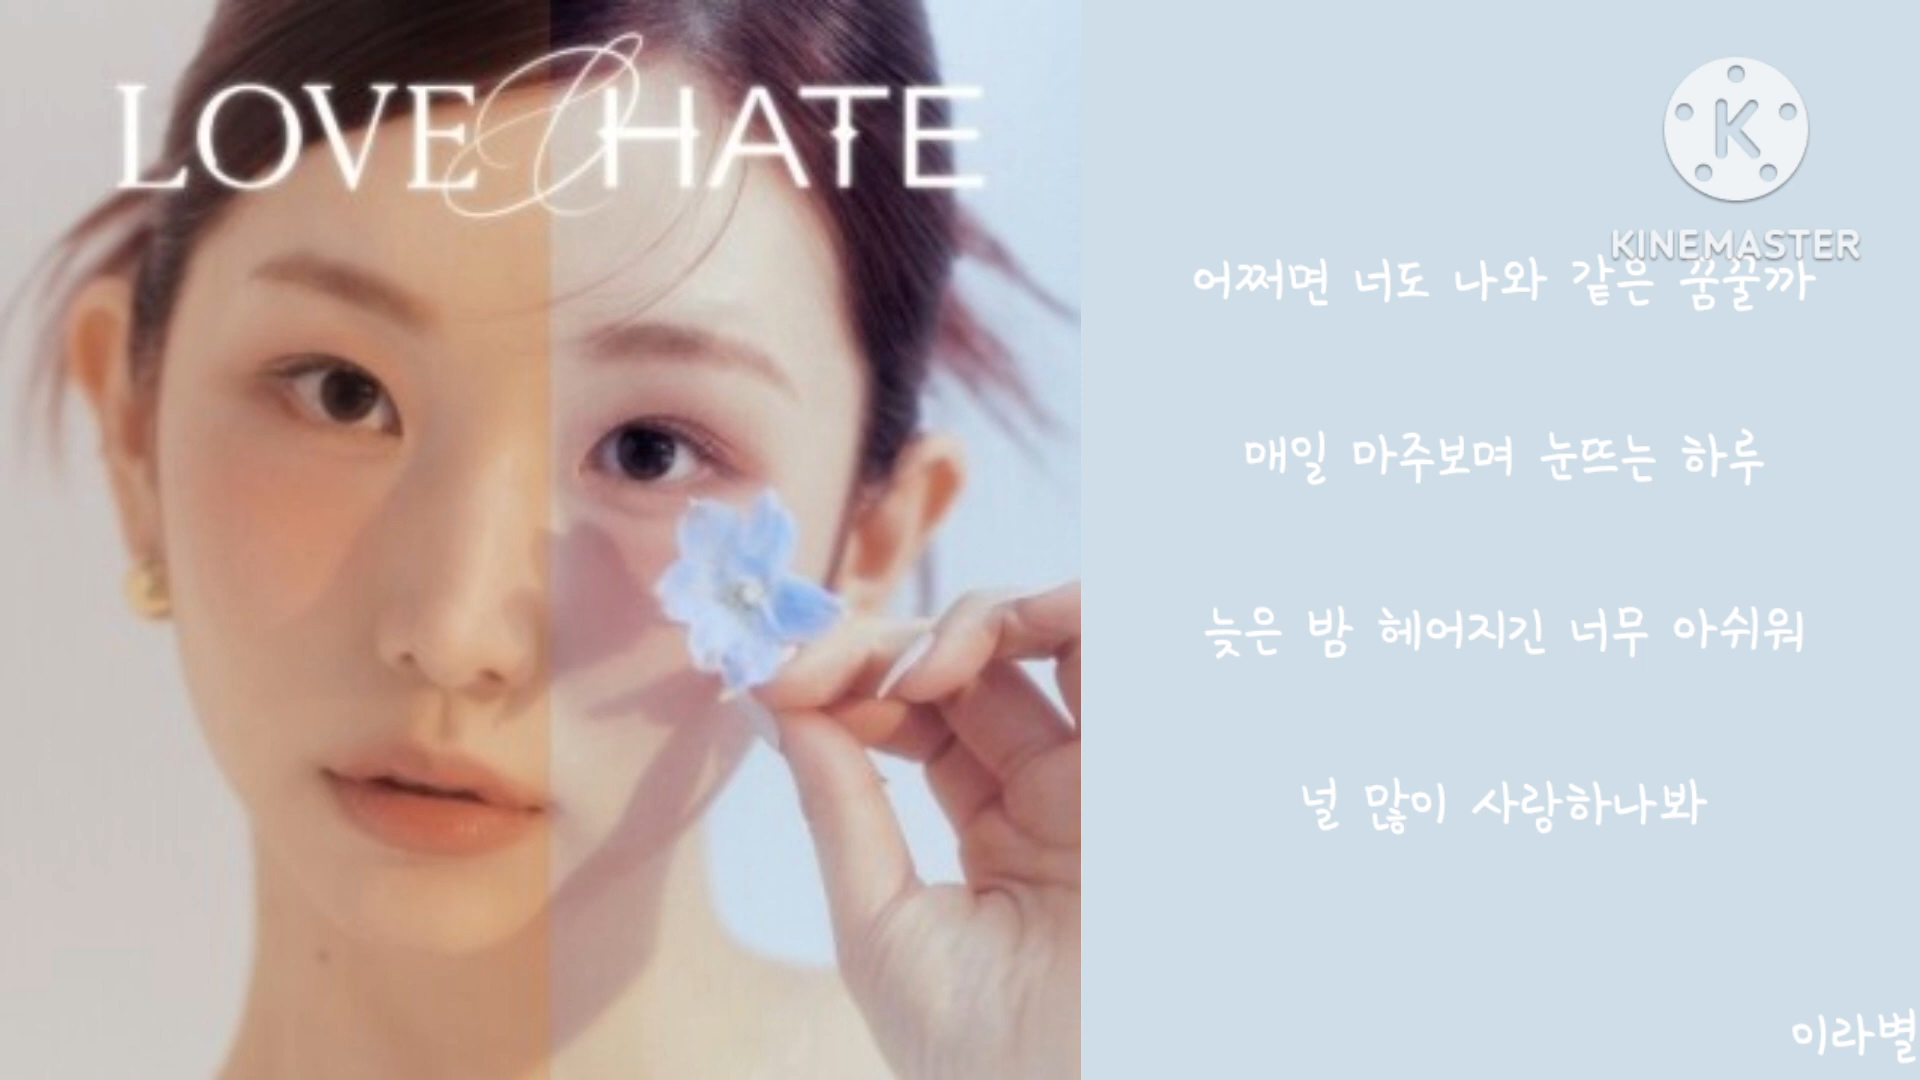 LOVE & HATE
K
KINEMASTER
어쩌면 너도 나와 같은 꿈꿀까
매일 마주보며 눈뜨는 하루
늦은 밤 헤어지긴 너무 아쉬워
널 많이 사랑하나봐
이라별